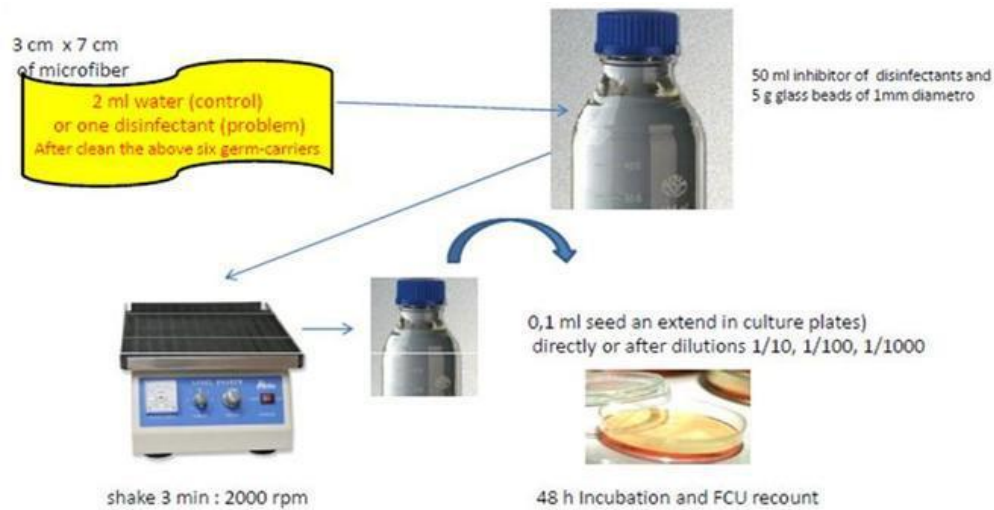 3 cm x 7 cm
of microfiber
2 ml water (control)
or one disinfectant (problem)
After clean the above six germ-carriers
50 ml inhibitor of disinfectants and
5 g glass beads of 1mm diametro
0,1 ml seed an extend in culture plates)
directly or after dilutions 1/10, 1/100, 1/1000
shake 3 min : 2000 rpm
48 h Incubation and FCU recount